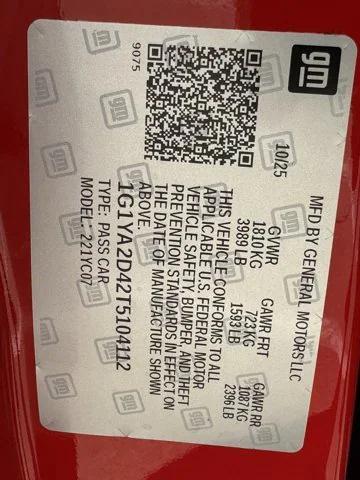 gm
MFD BY GENERAL MOTORS LLC
10/25
GVWR GAWR FRT GAWR RR
1810 KG 723 KG 1087 KG
3989 LB 1593 LB 2396 LB
THIS VEHICLE CONFORMS TO ALL
APPLICABLE U.S. FEDERAL MOTOR
VEHICLE SAFETY, BUMPER, AND THEFT
PREVENTION STANDARDS IN EFFECT ON
THE DATE OF MANUFACTURE SHOWN
ABOVE.
1G1YA2D42T5104112
TYPE: PASS CAR
MODEL: 221YC07
9075